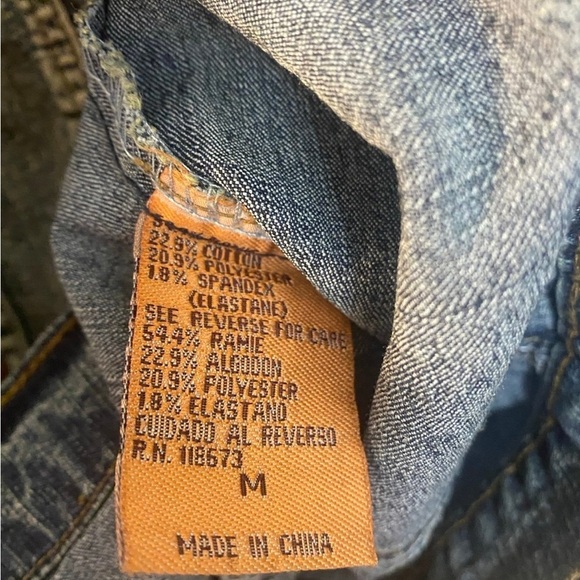 22.9% COTTON
20.9% POLYESTER
1.8% SPANDEX
(ELASTANE)
SEE REVERSE FOR CARE
54.4% RAMIE
22.9% ALGODON
20.9% POLYESTER
1.8% ELASTANO
CUIDADO AL REVERSO
R.N. 118673
M
MADE IN CHINA